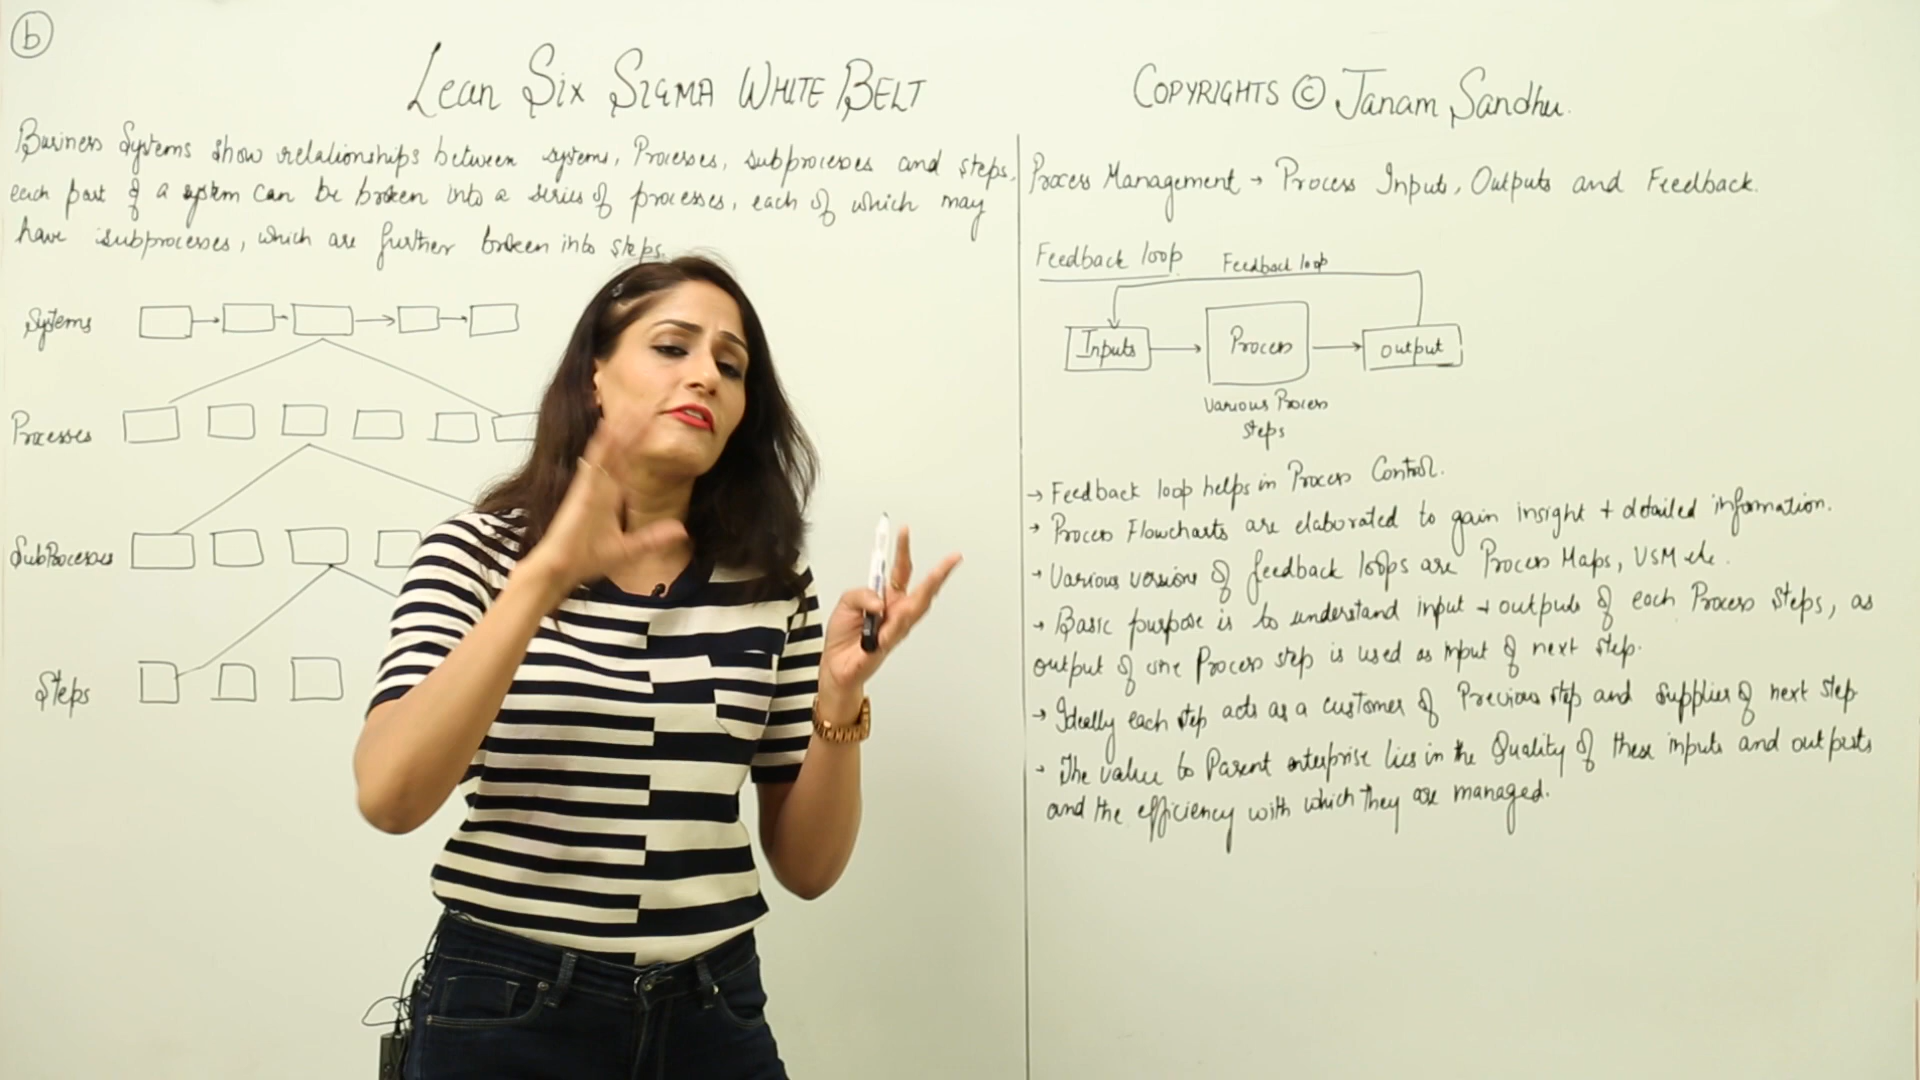 b
Lean Six Sigma White Belt
Copyrights © Janam Sandhu.
Business Systems show relationships between systems, Processes, subprocesses and steps.
each part of a system can be broken into a series of processes, each of which may
have subprocesses, which are further broken into steps.
Systems
Processes
SubProcesses
Steps
Process Management → Process Inputs, Outputs and Feedback.
Feedback loop
Feedback loop
Inputs
Process
output
Various Process
steps
→ Feedback loop helps in Process Control.
→ Process Flowcharts are elaborated to gain insight + detailed information.
→ Various versions of feedback loops are Process Maps, VSM etc.
→ Basic purpose is to understand input + outputs of each Process steps, as
output of one Process step is used as input of next step.
→ Ideally each step acts as a customer of Previous step and supplier of next step
→ The value to Parent enterprise lies in the Quality of these inputs and outputs
and the efficiency with which they are managed.